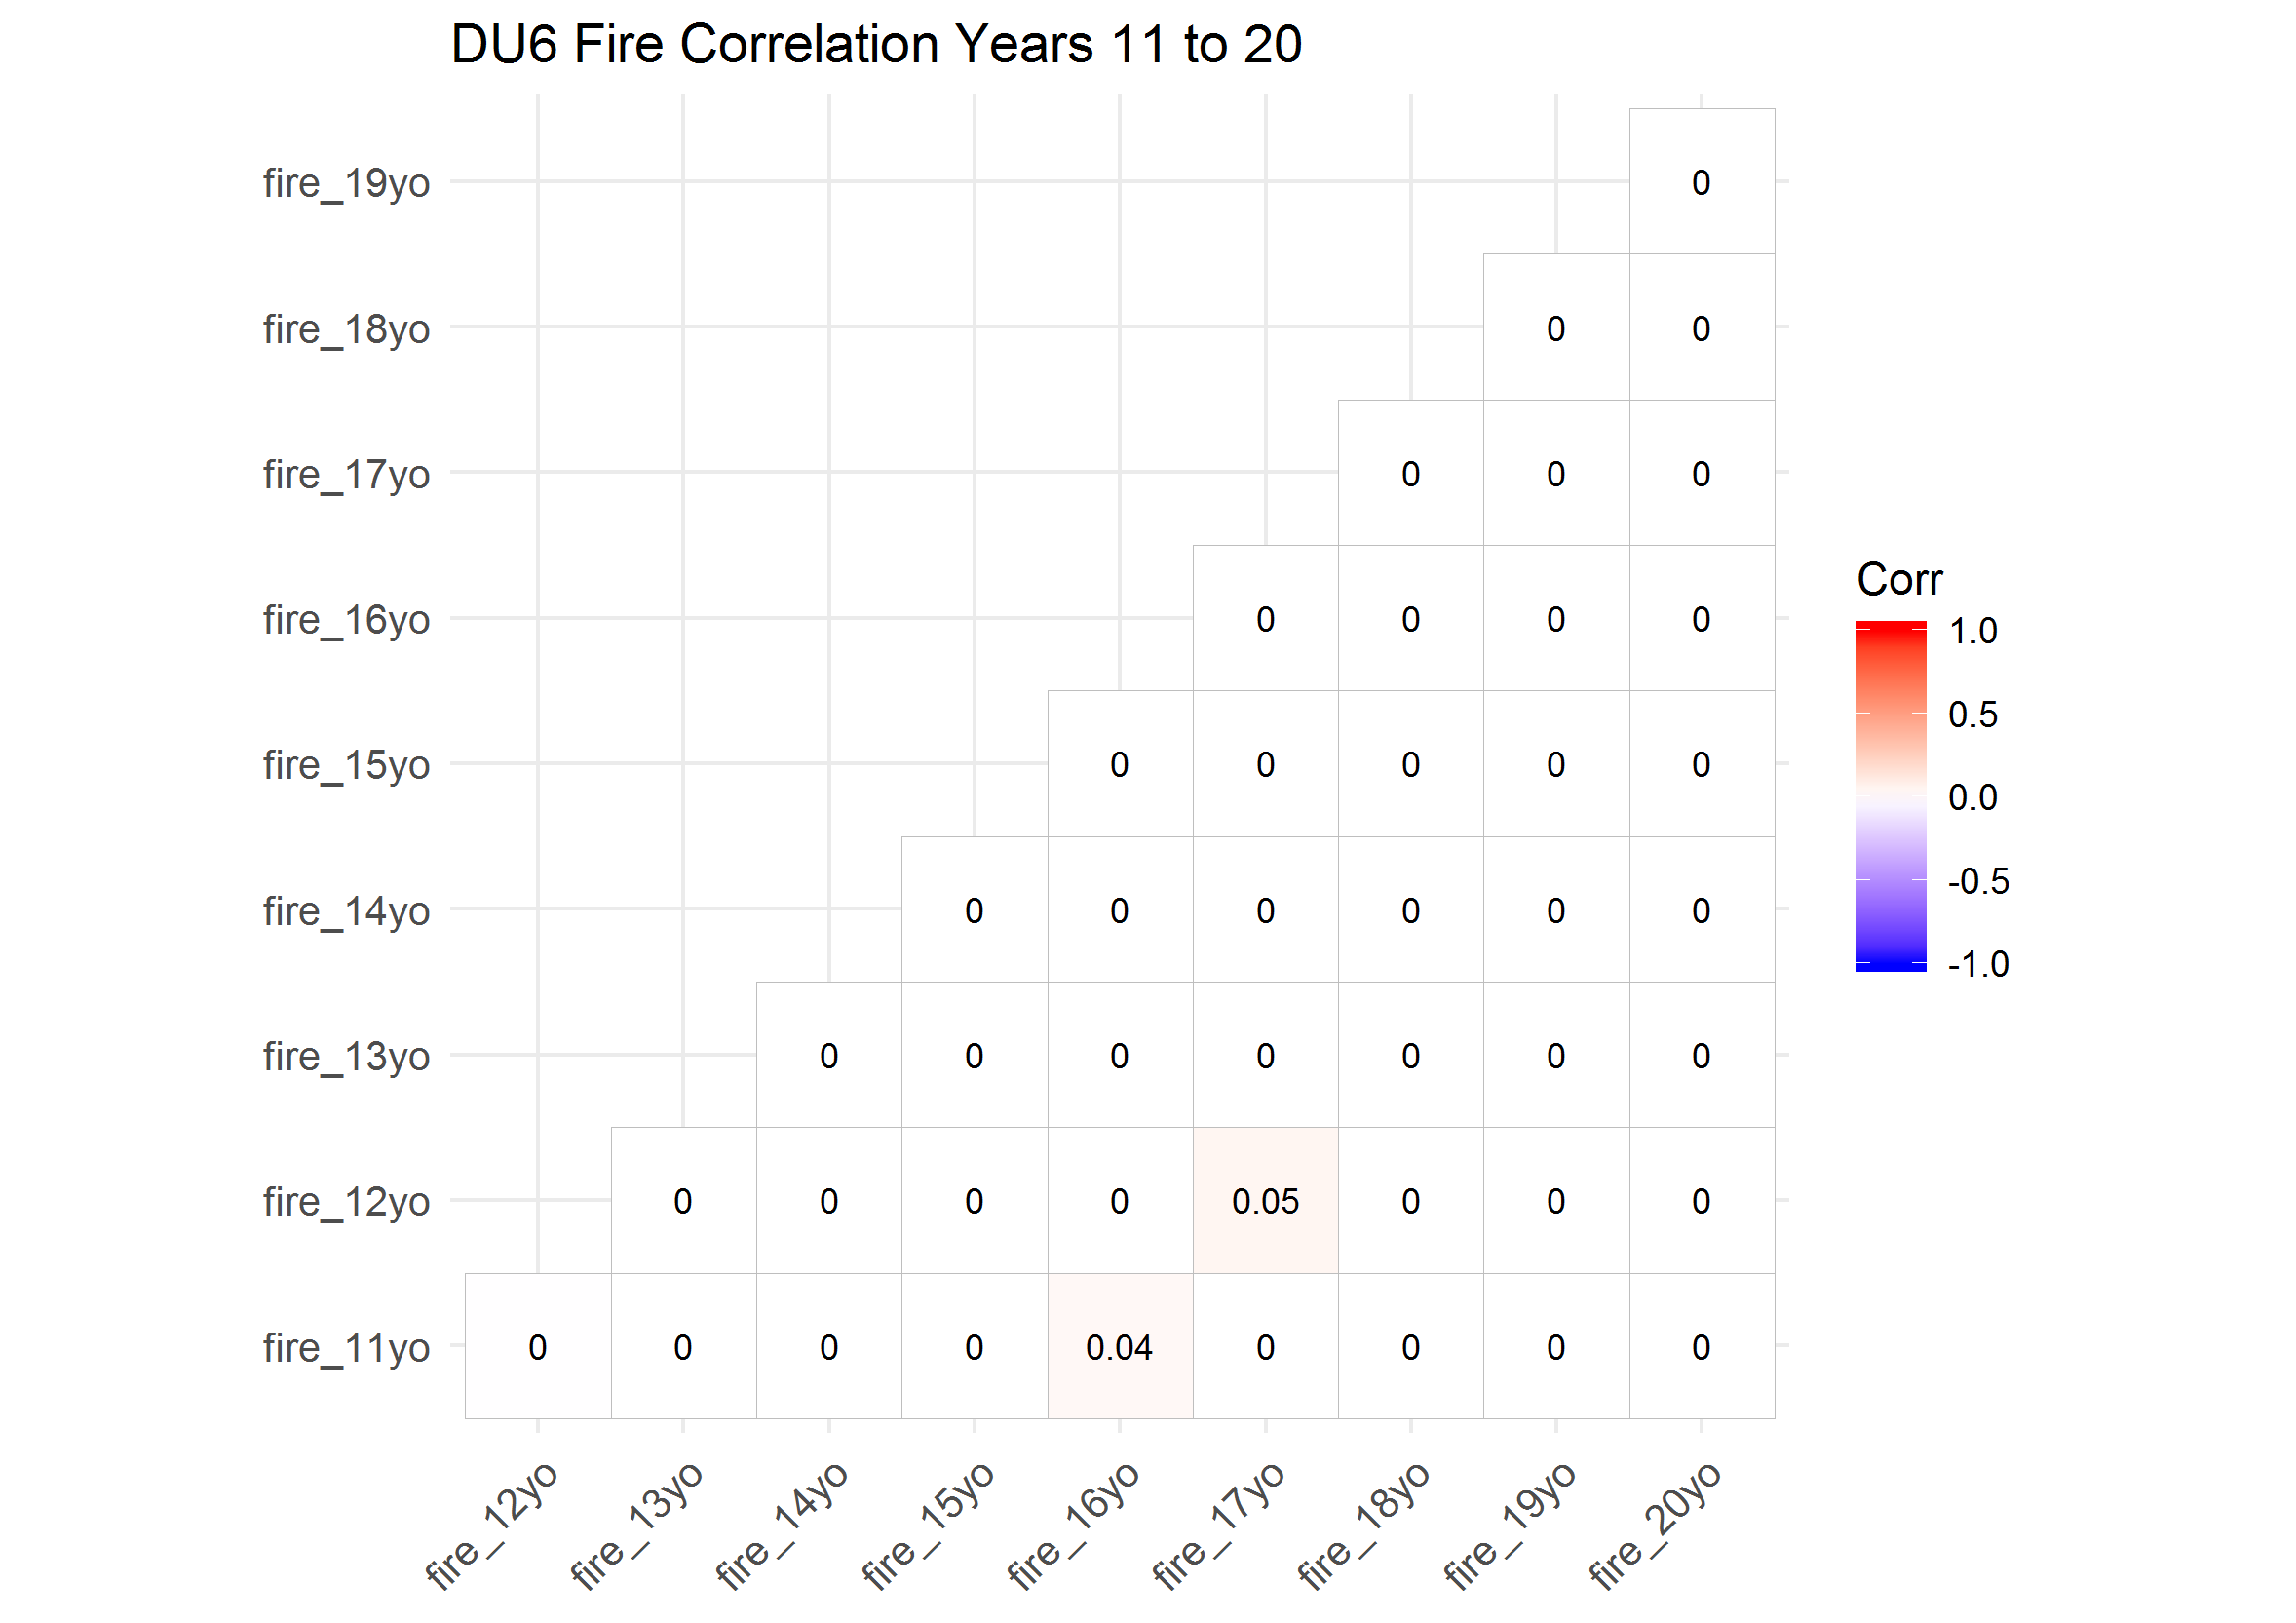 DU6 Fire Correlation Years 11 to 20
fire_19yo 0
fire_18yo 0 0
fire_17yo 0 0 0
fire_16yo 0 0 0 0
fire_15yo 0 0 0 0 0
fire_14yo 0 0 0 0 0 0
fire_13yo 0 0 0 0 0 0 0
fire_12yo 0 0 0 0 0.05 0 0 0
fire_11yo 0 0 0 0 0.04 0 0 0 0
fire_12yo fire_13yo fire_14yo fire_15yo fire_16yo fire_17yo fire_18yo fire_19yo fire_20yo
Corr
1.0
0.5
0.0
-0.5
-1.0